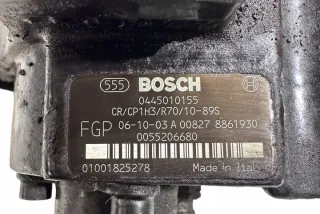 555 BOSCH
0445010155
CR/CP1H3/R70/10-89S
FGP 06-10-03 A 00827 8861930
0055206680
01001825278 Made in Italy